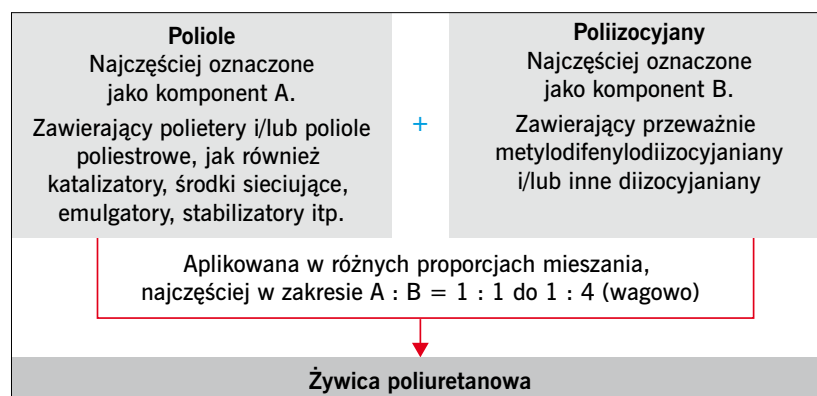 Poliole
Najczęściej oznaczone
jako komponent A.
Zawierający polietery i/lub poliole
poliestrowe, jak również
katalizatory, środki sieciujące,
emulgatory, stabilizatory itp.
+
Poliizocyjany
Najczęściej oznaczone
jako komponent B.
Zawierający przeważnie
metylodifenylodiizocyjaniany
i/lub inne diizocyjaniany
Aplikowana w różnych proporcjach mieszania,
najczęściej w zakresie A : B = 1 : 1 do 1 : 4 (wagowo)
Żywica poliuretanowa